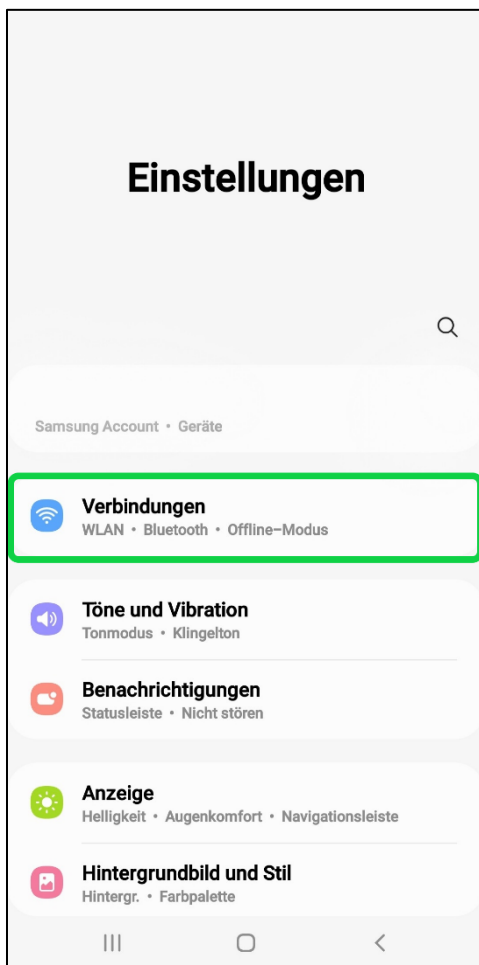 Einstellungen
Samsung Account • Geräte
Verbindungen
WLAN • Bluetooth • Offline-Modus
Töne und Vibration
Tonmodus • Klingelton
Benachrichtigungen
Statusleiste • Nicht stören
Anzeige
Helligkeit • Augenkomfort • Navigationsleiste
Hintergrundbild und Stil
Hintergr. • Farbpalette